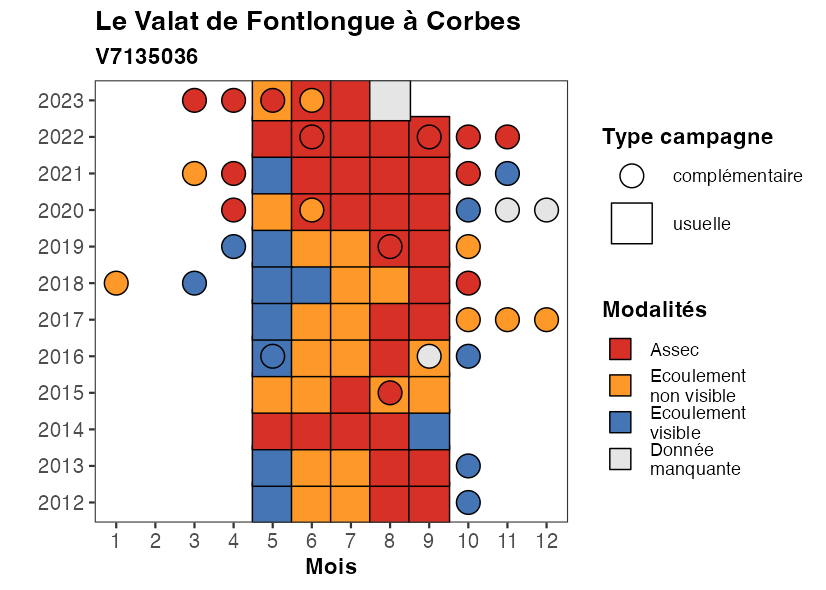 Le Valat de Fontlongue à Corbes
V7135036
2023
2022
2021
2020
2019
2018
2017
2016
2015
2014
2013
2012
1 2 3 4 5 6 7 8 9 10 11 12
Mois
Type campagne
complémentaire
usuelle
Modalités
Assec
Ecoulement
non visible
Ecoulement
visible
Donnée
manquante